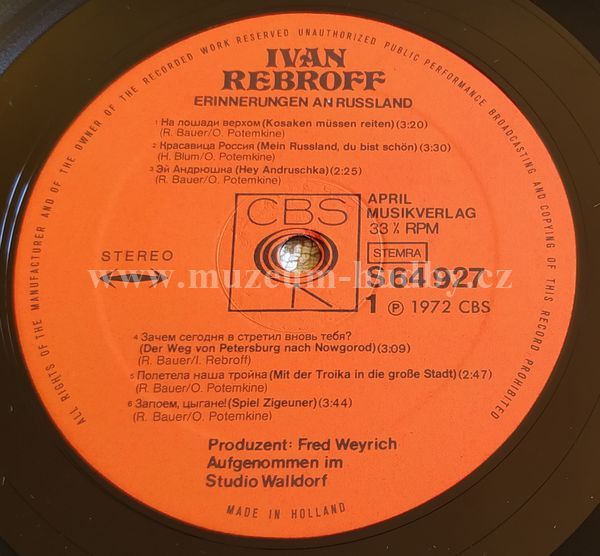 ALL RIGHTS OF THE MANUFACTURER AND OF THE OWNER OF THE RECORDED WORK RESERVED UNAUTHORIZED PUBLIC PERFORMANCE BROADCASTING AND COPYING OF THIS RECORD PROHIBITED
IVAN
REBROFF
ERINNERUNGEN AN RUSSLAND
1 На лошади верхом (Kosaken müssen reiten) (3:20)
(R. Bauer/O. Potemkine)
2 Красавица Россия (Mein Russland, du bist schön) (3:30)
(H. Blum/O. Potemkine)
3 Эй Андрюшка (Hey Andruschka) (2:25)
(R. Bauer/O. Potemkine)
CBS
APRIL
MUSIKVERLAG
33 ⅓ RPM
STEMRA
STEREO
S 64 927
1 ℗ 1972 CBS
www.muzeum-hudby.cz
4 Зачем сегодня в стретил вновь тебя?
(Der Weg von Petersburg nach Nowgorod) (3:09)
(R. Bauer/I. Rebroff)
5 Полетела наша тройка (Mit der Troika in die große Stadt) (2:47)
(R. Bauer/O. Potemkine)
6 Запоем, цыгане! (Spiel Zigeuner) (3:44)
(R. Bauer/O. Potemkine)
Produzent: Fred Weyrich
Aufgenommen im
Studio Walldorf
MADE IN HOLLAND